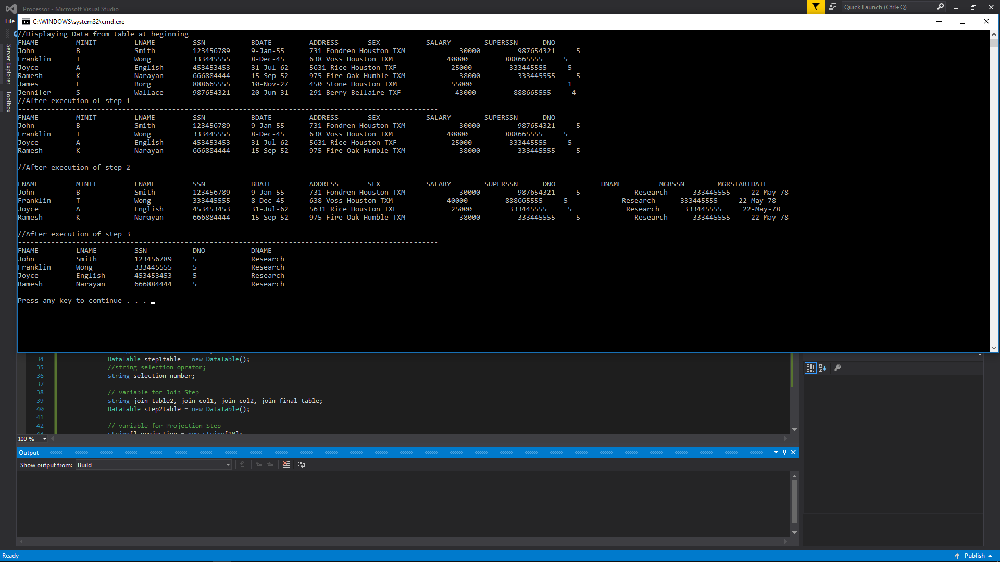 Processor - Microsoft Visual Studio
Quick Launch (Ctrl+Q)
File
C:\WINDOWS\system32\cmd.exe
Server Explorer
Toolbox
//Displaying Data from table at beginning
FNAME MINIT LNAME SSN BDATE ADDRESS SEX SALARY SUPERSSN DNO
John B Smith 123456789 9-Jan-55 731 Fondren Houston TXM 30000 987654321 5
Franklin T Wong 333445555 8-Dec-45 638 Voss Houston TXM 40000 888665555 5
Joyce A English 453453453 31-Jul-62 5631 Rice Houston TXF 25000 333445555 5
Ramesh K Narayan 666884444 15-Sep-52 975 Fire Oak Humble TXM 38000 333445555 5
James E Borg 888665555 10-Nov-27 450 Stone Houston TXM 55000 1
Jennifer S Wallace 987654321 20-Jun-31 291 Berry Bellaire TXF 43000 888665555 4
//After execution of step 1
-----------------------------------------------------------------------------------------------------
FNAME MINIT LNAME SSN BDATE ADDRESS SEX SALARY SUPERSSN DNO
John B Smith 123456789 9-Jan-55 731 Fondren Houston TXM 30000 987654321 5
Franklin T Wong 333445555 8-Dec-45 638 Voss Houston TXM 40000 888665555 5
Joyce A English 453453453 31-Jul-62 5631 Rice Houston TXF 25000 333445555 5
Ramesh K Narayan 666884444 15-Sep-52 975 Fire Oak Humble TXM 38000 333445555 5
//After execution of step 2
-----------------------------------------------------------------------------------------------------
FNAME MINIT LNAME SSN BDATE ADDRESS SEX SALARY SUPERSSN DNO DNAME MGRSSN MGRSTARTDATE
John B Smith 123456789 9-Jan-55 731 Fondren Houston TXM 30000 987654321 5 Research 333445555 22-May-78
Franklin T Wong 333445555 8-Dec-45 638 Voss Houston TXM 40000 888665555 5 Research 333445555 22-May-78
Joyce A English 453453453 31-Jul-62 5631 Rice Houston TXF 25000 333445555 5 Research 333445555 22-May-78
Ramesh K Narayan 666884444 15-Sep-52 975 Fire Oak Humble TXM 38000 333445555 5 Research 333445555 22-May-78
//After execution of step 3
-----------------------------------------------------------------------------------------------------
FNAME LNAME SSN DNO DNAME
John Smith 123456789 5 Research
Franklin Wong 333445555 5 Research
Joyce English 453453453 5 Research
Ramesh Narayan 666884444 5 Research
Press any key to continue . . .
34 DataTable step1table = new DataTable();
35 //string selection_oprator;
36 string selection_number;
37
38 // variable for Join Step
39 string join_table2, join_col1, join_col2, join_final_table;
40 DataTable step2table = new DataTable();
41
42 // variable for Projection Step
43 string[] projection = new string[10];
100 %
Output
Show output from: Build
Ready
Publish